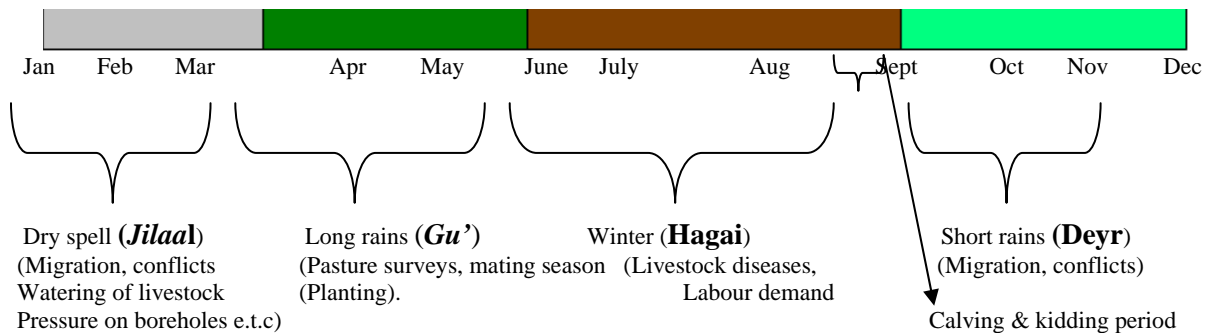 Jan Feb Mar Apr May June July Aug Sept Oct Nov Dec
Dry spell (Jilaal)
(Migration, conflicts
Watering of livestock
Pressure on boreholes e.t.c)
Long rains (Gu’)
(Pasture surveys, mating season
(Planting).
Winter (Hagai)
(Livestock diseases,
Labour demand
Short rains (Deyr)
(Migration, conflicts)
Calving & kidding period